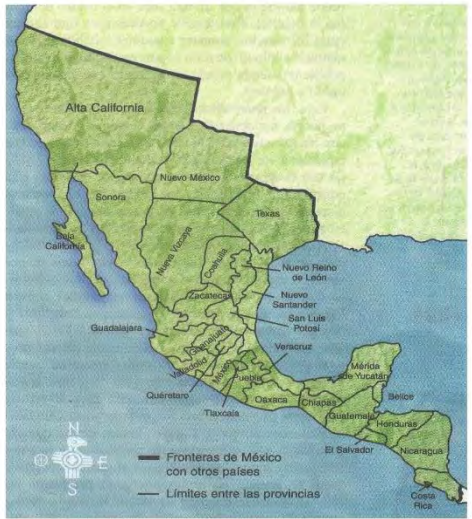 Alta California
Nuevo México
Sonora
Texas
Baja
California
Nueva Vizcaya
Coahuila
Nuevo Reino
de León
Zacatecas
Nuevo
Santander
San Luis
Potosí
Guadalajara
Guanajuato
Veracruz
Valladolid
México
Mérida
de Yucatán
Puebla
Quéretaro
Oaxaca
Chiapas
Belice
Tlaxcala
Guatemala
Honduras
El Salvador
Nicaragua
Costa
Rica
N
E
S
Fronteras de México
con otros países
Límites entre las provincias